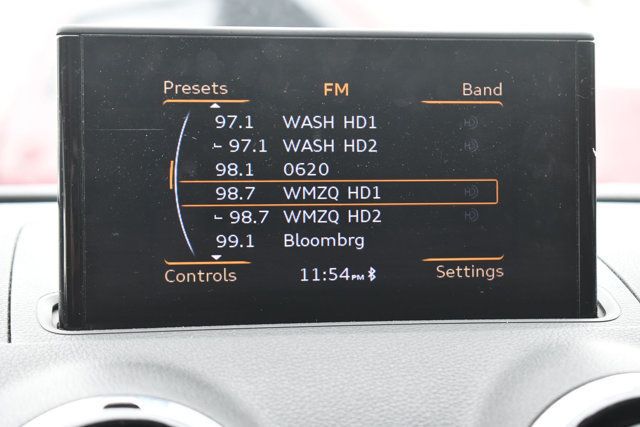 Presets FM Band
97.1 WASH HD1
97.1 WASH HD2
98.1 0620
98.7 WMZQ HD1
98.7 WMZQ HD2
99.1 Bloombrg
Controls 11:54PM Settings